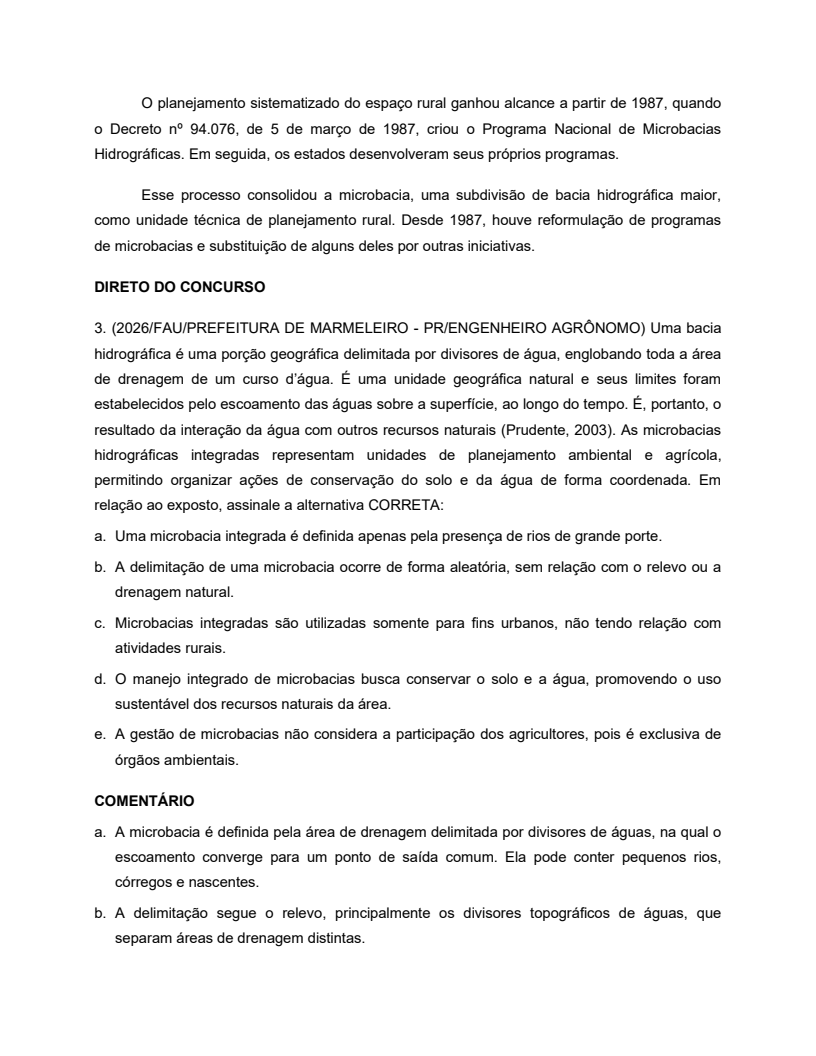 O planejamento sistematizado do espaço rural ganhou alcance a partir de 1987, quando
o Decreto nº 94.076, de 5 de março de 1987, criou o Programa Nacional de Microbacias
Hidrográficas. Em seguida, os estados desenvolveram seus próprios programas.
Esse processo consolidou a microbacia, uma subdivisão de bacia hidrográfica maior,
como unidade técnica de planejamento rural. Desde 1987, houve reformulação de programas
de microbacias e substituição de alguns deles por outras iniciativas.
DIRETO DO CONCURSO
3. (2026/FAU/PREFEITURA DE MARMELEIRO - PR/ENGENHEIRO AGRÔNOMO) Uma bacia
hidrográfica é uma porção geográfica delimitada por divisores de água, englobando toda a área
de drenagem de um curso d’água. É uma unidade geográfica natural e seus limites foram
estabelecidos pelo escoamento das águas sobre a superfície, ao longo do tempo. É, portanto, o
resultado da interação da água com outros recursos naturais (Prudente, 2003). As microbacias
hidrográficas integradas representam unidades de planejamento ambiental e agrícola,
permitindo organizar ações de conservação do solo e da água de forma coordenada. Em
relação ao exposto, assinale a alternativa CORRETA:
a. Uma microbacia integrada é definida apenas pela presença de rios de grande porte.
b. A delimitação de uma microbacia ocorre de forma aleatória, sem relação com o relevo ou a
drenagem natural.
c. Microbacias integradas são utilizadas somente para fins urbanos, não tendo relação com
atividades rurais.
d. O manejo integrado de microbacias busca conservar o solo e a água, promovendo o uso
sustentável dos recursos naturais da área.
e. A gestão de microbacias não considera a participação dos agricultores, pois é exclusiva de
órgãos ambientais.
COMENTÁRIO
a. A microbacia é definida pela área de drenagem delimitada por divisores de águas, na qual o
escoamento converge para um ponto de saída comum. Ela pode conter pequenos rios,
córregos e nascentes.
b. A delimitação segue o relevo, principalmente os divisores topográficos de águas, que
separam áreas de drenagem distintas.